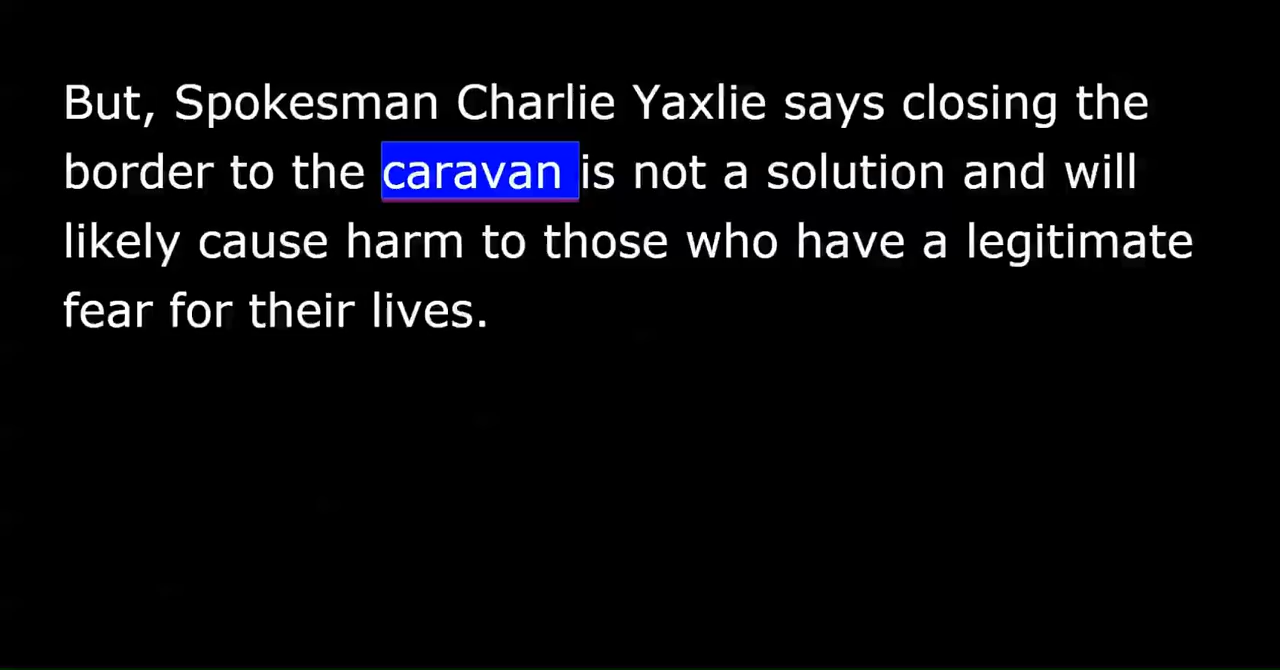 But, Spokesman Charlie Yaxlie says closing the
border to the caravan is not a solution and will
likely cause harm to those who have a legitimate
fear for their lives.